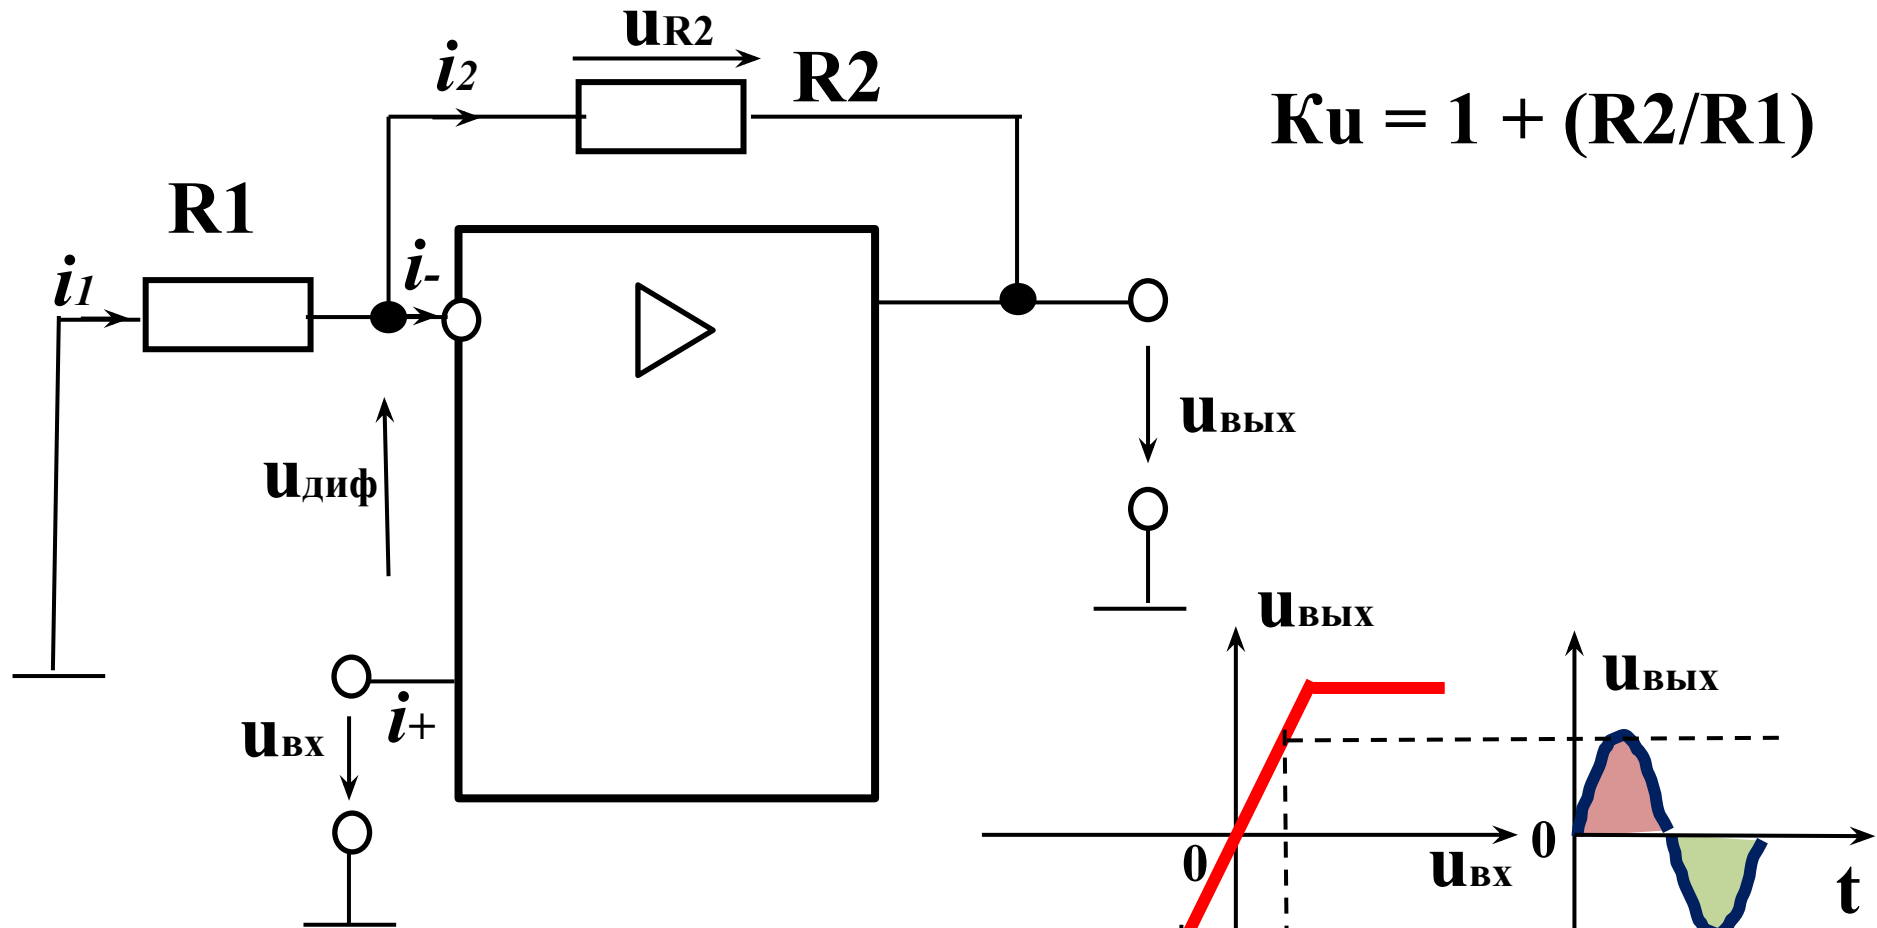 uR2
i2
R2
Кu = 1 + (R2/R1)
R1
i-
i1
uвых
uдиф
uвых
uвых
i+
uвх
0
0
uвх
t